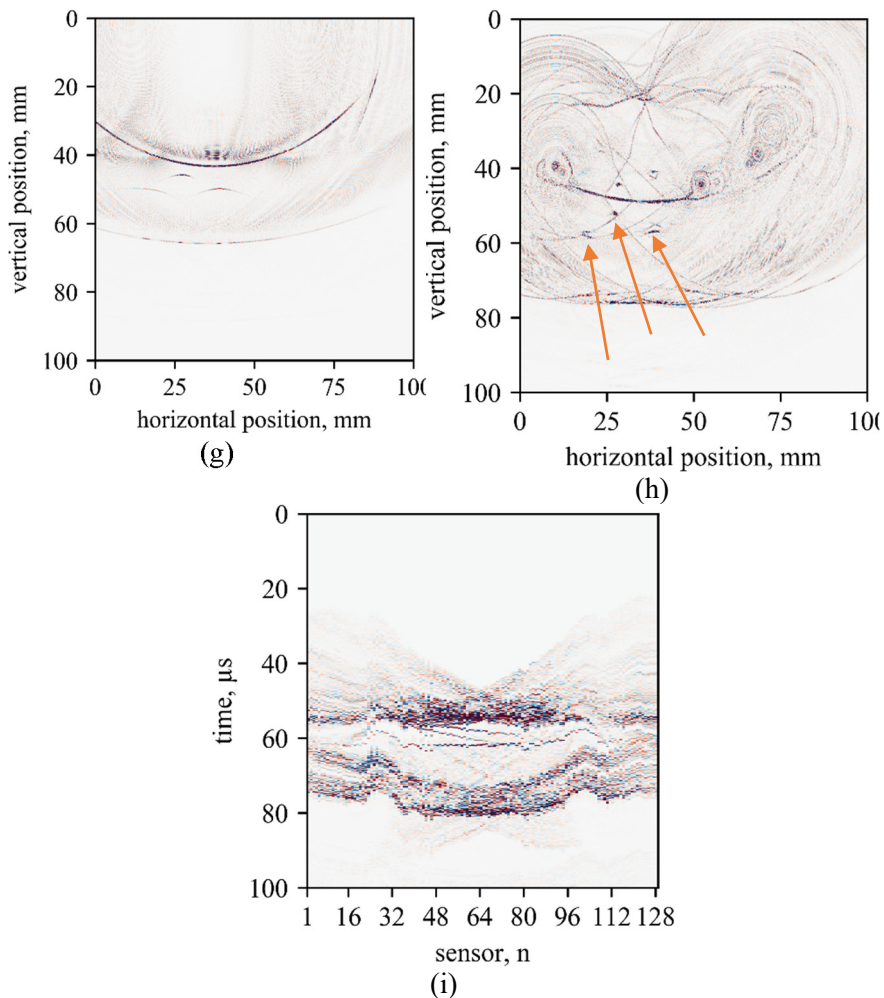 0
20
40
60
80
100
vertical position, mm
0 25 50 75 100
horizontal position, mm
(g)
0
20
40
60
80
100
vertical position, mm
0 25 50 75 100
horizontal position, mm
(h)
0
20
40
60
80
100
time, μs
1 16 32 48 64 80 96 112 128
sensor, n
(i)